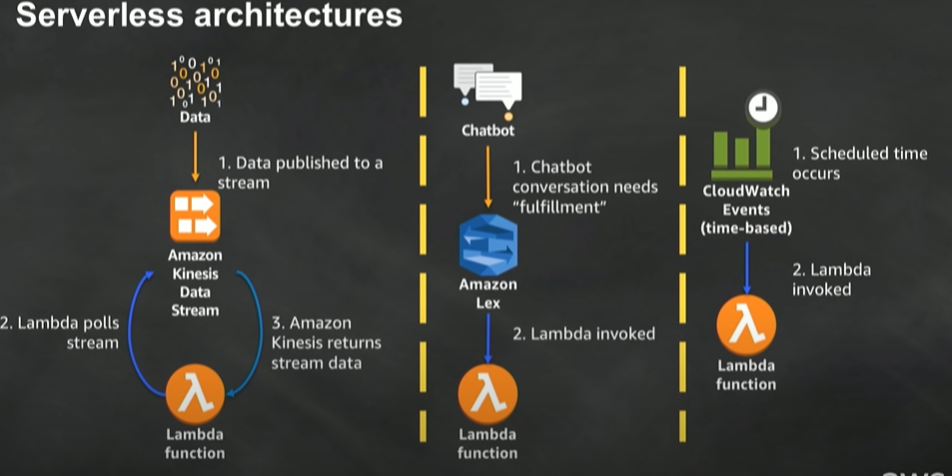 Serverless architectures
Data
1. Data published to a
stream
Amazon
Kinesis
Data
Stream
2. Lambda polls
stream
3. Amazon
Kinesis returns
stream data
Lambda
function
Chatbot
1. Chatbot
conversation needs
“fulfillment”
Amazon
Lex
2. Lambda invoked
Lambda
function
1. Scheduled time
occurs
CloudWatch
Events
(time-based)
2. Lambda
invoked
Lambda
function